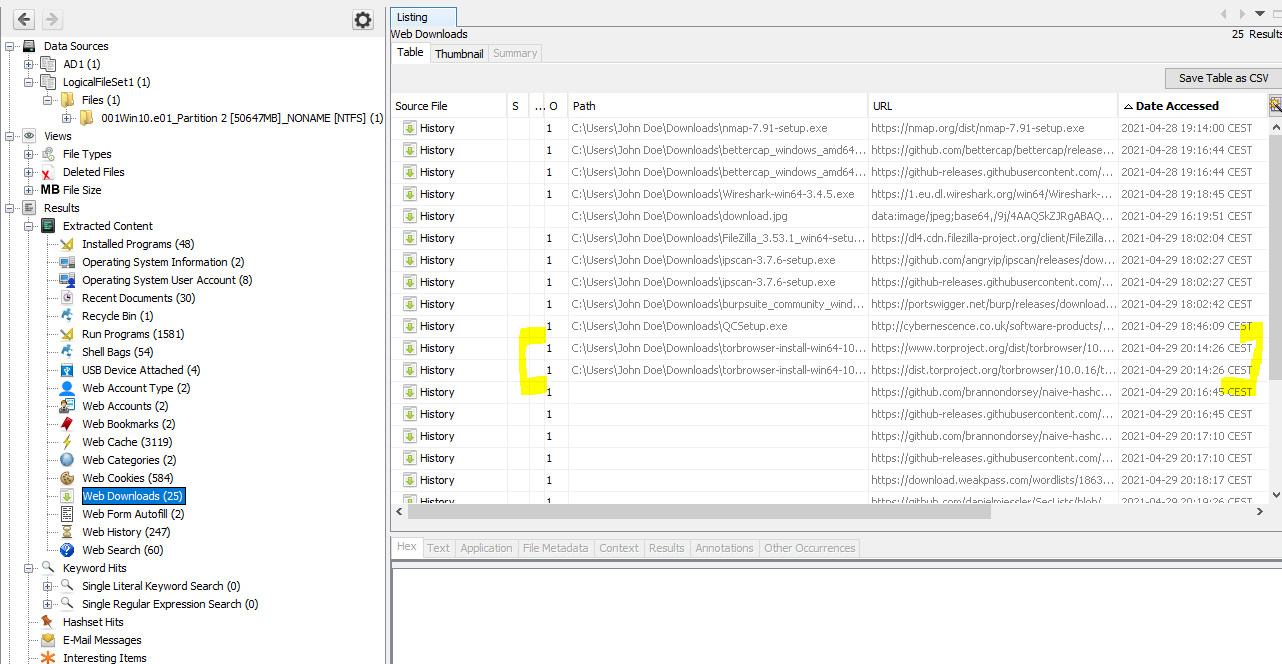 Data Sources
AD1 (1)
LogicalFileSet1 (1)
Files (1)
001Win10.e01_Partition 2 [50647MB]_NONAME [NTFS] (1)
Views
File Types
Deleted Files
MB File Size
Results
Extracted Content
Installed Programs (48)
Operating System Information (2)
Operating System User Account (8)
Recent Documents (30)
Recycle Bin (1)
Run Programs (1581)
Shell Bags (54)
USB Device Attached (4)
Web Account Type (2)
Web Accounts (2)
Web Bookmarks (2)
Web Cache (3119)
Web Categories (2)
Web Cookies (584)
Web Downloads (25)
Web Form Autofill (2)
Web History (247)
Web Search (60)
Keyword Hits
Single Literal Keyword Search (0)
Single Regular Expression Search (0)
Hashset Hits
E-Mail Messages
Interesting Items
Listing
Web Downloads 25 Results
Table Thumbnail Summary
Save Table as CSV
Source File S ... O Path URL Date Accessed
History 1 C:\Users\John Doe\Downloads\nmap-7.91-setup.exe https://nmap.org/dist/nmap-7.91-setup.exe 2021-04-28 19:14:00 CEST
History 1 C:\Users\John Doe\Downloads\bettercap_windows_amd64... https://github.com/bettercap/bettercap/release... 2021-04-28 19:16:44 CEST
History 1 C:\Users\John Doe\Downloads\bettercap_windows_amd64... https://github-releases.githubusercontent.com/... 2021-04-28 19:16:44 CEST
History 1 C:\Users\John Doe\Downloads\Wireshark-win64-3.4.5.exe https://1.eu.dl.wireshark.org/win64/Wireshark-... 2021-04-28 19:18:45 CEST
History C:\Users\John Doe\Downloads\download.jpg data:image/jpeg;base64,/9j/4AAQSkZJRgABAQ... 2021-04-29 16:19:51 CEST
History 1 C:\Users\John Doe\Downloads\FileZilla_3.53.1_win64-setu... https://dl4.cdn.filezilla-project.org/client/FileZ... 2021-04-29 18:02:04 CEST
History 1 C:\Users\John Doe\Downloads\ipscan-3.7.6-setup.exe https://github.com/angryip/ipscan/releases/dow... 2021-04-29 18:02:27 CEST
History 1 C:\Users\John Doe\Downloads\ipscan-3.7.6-setup.exe https://github-releases.githubusercontent.com/... 2021-04-29 18:02:27 CEST
History 1 C:\Users\John Doe\Downloads\burpsuite_community_wind... https://portswigger.net/burp/releases/download... 2021-04-29 18:02:42 CEST
History 1 C:\Users\John Doe\Downloads\QCSetup.exe http://cybernescence.co.uk/software-products/... 2021-04-29 18:46:09 CEST
History 1 C:\Users\John Doe\Downloads\torbrowser-install-win64-10... https://www.torproject.org/dist/torbrowser/10.... 2021-04-29 20:14:26 CEST
History 1 C:\Users\John Doe\Downloads\torbrowser-install-win64-10... https://dist.torproject.org/torbrowser/10.0.16/t... 2021-04-29 20:14:26 CEST
History 1 https://github.com/brannondorsey/naive-hashc... 2021-04-29 20:16:45 CEST
History 1 https://github-releases.githubusercontent.com/... 2021-04-29 20:16:45 CEST
History 1 https://github.com/brannondorsey/naive-hashc... 2021-04-29 20:17:10 CEST
History 1 https://github-releases.githubusercontent.com/... 2021-04-29 20:17:10 CEST
History 1 https://download.weakpass.com/wordlists/1863... 2021-04-29 20:18:17 CEST
History 1 https://github.com/danielmiessler/SecLists/blob/... 2021-04-29 20:19:26 CEST
Hex Text Application File Metadata Context Results Annotations Other Occurrences